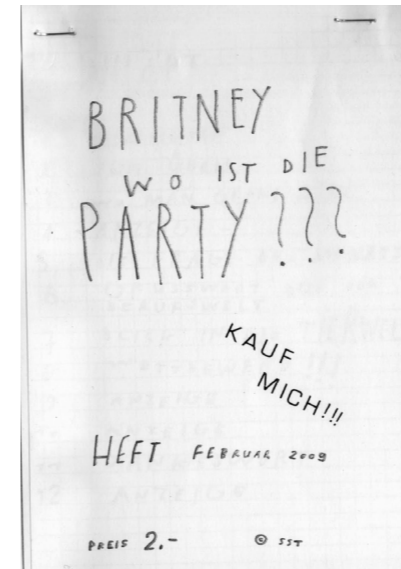 BRITNEY
WO IST DIE
PARTY???
KAUF
MICH!!!
HEFT FEBRUAR 2009
PREIS 2.- © SST